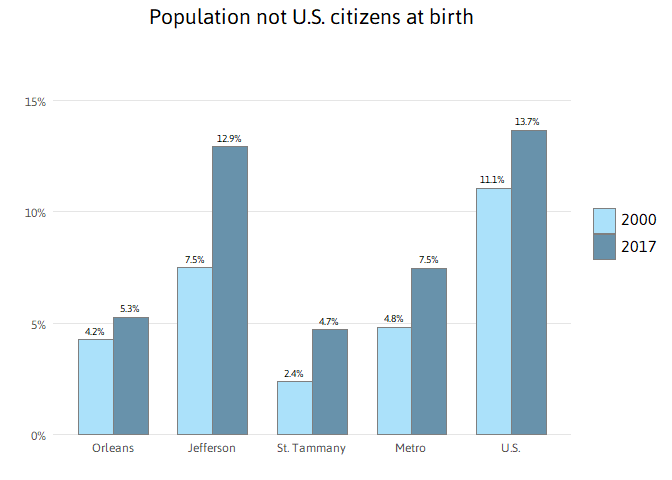 Population not U.S. citizens at birth
15%
10%
5%
0%
4.2%
5.3%
7.5%
12.9%
2.4%
4.7%
4.8%
7.5%
11.1%
13.7%
Orleans
Jefferson
St. Tammany
Metro
U.S.
2000
2017